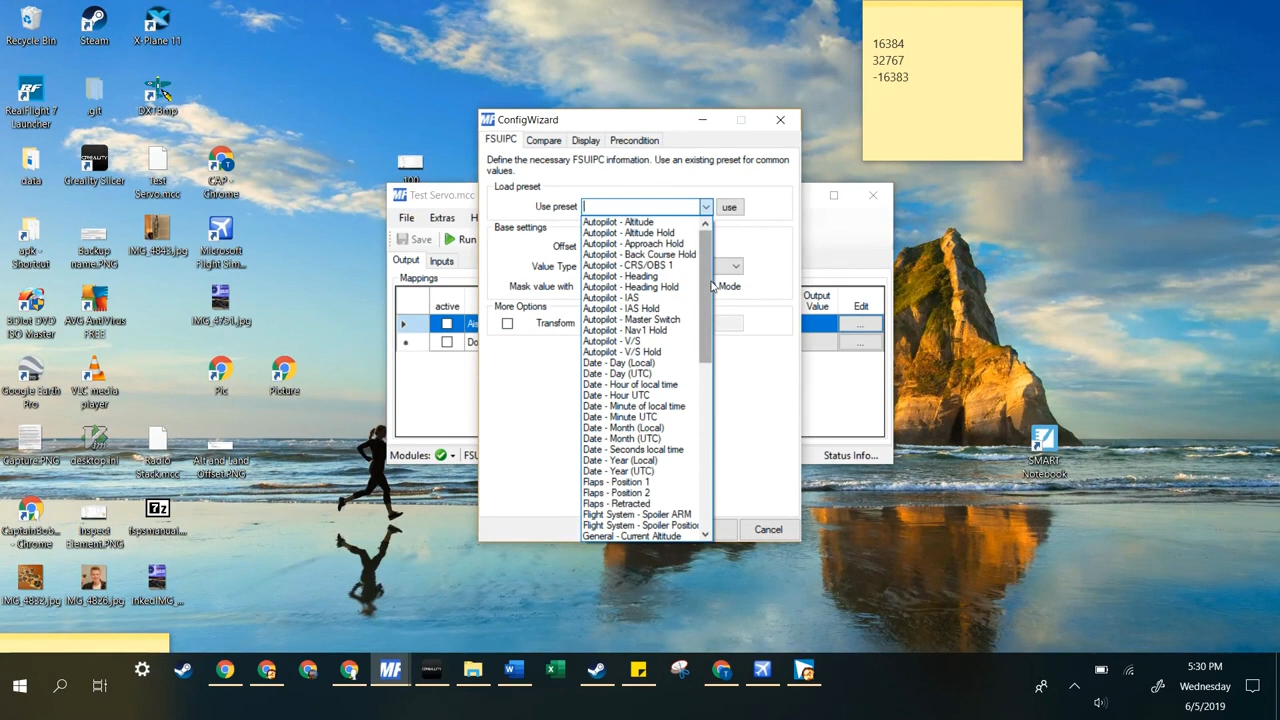 Recycle Bin
Steam
X-Plane 11
RealFlight 7
Launcher
.git
DXTBmp
data
Creality Slicer
Test
Servo.mcc
CAP -
Chrome
apk -
Shortcut
Backup
name.PNG
IMG_4843.jpg
Microsoft
Flight Sim...
EDIot DVD
ISO Master
AVG AntiVirus
FREE
IMG_4751.jpg
Google Earth
Pro
VLC media
player
Pic
Picture
Capture.PNG
desktop.ini
Radio
Stack.mcc
Alt and Land
Offset.PNG
CaptainBob...
- Chrome
Inspect
Element.PNG
fspsmanual...
IMG_4832.jpg
IMG_4826.jpg
InkedIMG_...
100
SMART
Notebook
16384
32767
-16383
Test Servo.mcc
File
Extras
H
Save
Run
Output
Inputs
Mappings
active
Output
Value
Edit
...
...
Modules:
FSU
Status Info...
MF
ConfigWizard
FSUIPC
Compare
Display
Precondition
Define the necessary FSUIPC information. Use an existing preset for common
values.
Load preset
Use preset
use
Base settings
Offset
Value Type
Mask value with
Mode
More Options
Transform
Cancel
Autopilot - Altitude
Autopilot - Altitude Hold
Autopilot - Approach Hold
Autopilot - Back Course Hold
Autopilot - CRS/OBS 1
Autopilot - Heading
Autopilot - Heading Hold
Autopilot - IAS
Autopilot - IAS Hold
Autopilot - Master Switch
Autopilot - Nav1 Hold
Autopilot - V/S
Autopilot - V/S Hold
Date - Day (Local)
Date - Day (UTC)
Date - Hour of local time
Date - Hour UTC
Date - Minute of local time
Date - Minute UTC
Date - Month (Local)
Date - Month (UTC)
Date - Seconds local time
Date - Year (Local)
Date - Year (UTC)
Flaps - Position 1
Flaps - Position 2
Flaps - Retracted
Flight System - Spoiler ARM
Flight System - Spoiler Positio
General - Current Altitude
5:30 PM
Wednesday
6/5/2019